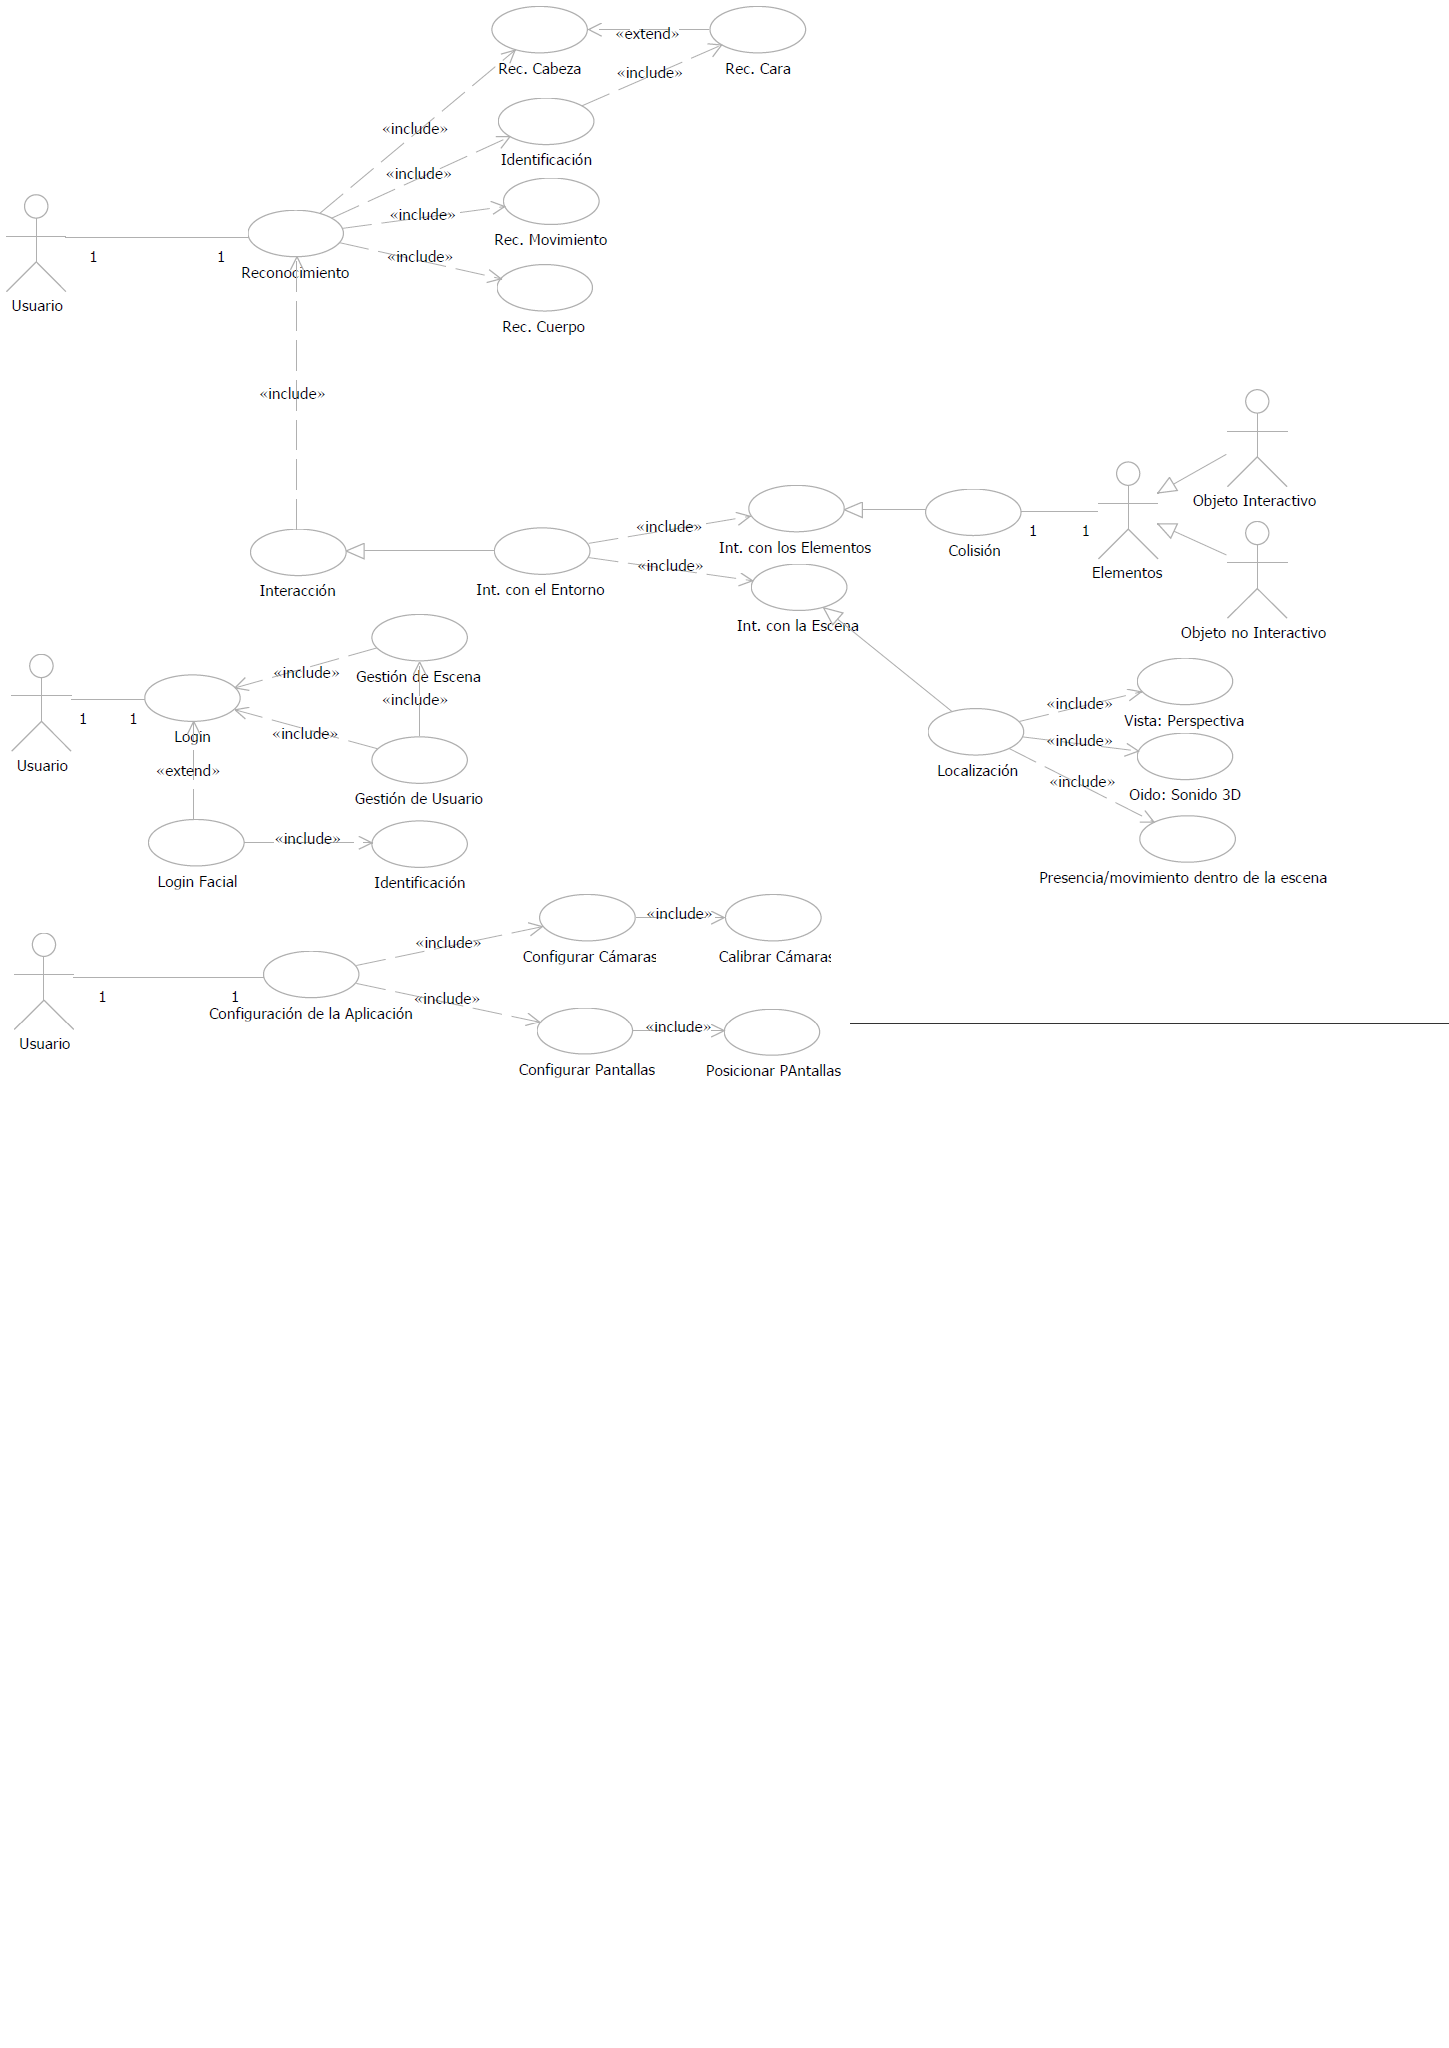 «extend»
Rec. Cabeza
Rec. Cara
«include»
«include»
Identificación
«include»
«include»
Rec. Movimiento
1
1
«include»
Reconocimiento
Usuario
Rec. Cuerpo
«include»
Objeto Interactivo
«include»
1
1
Int. con los Elementos
Colisión
«include»
Elementos
Interacción
Int. con el Entorno
Int. con la Escena
Objeto no Interactivo
«include»
Gestión de Escena
«include»
«include»
1
1
Vista: Perspectiva
«include»
Login
«include»
Usuario
«extend»
Localización
«include»
Oido: Sonido 3D
Gestión de Usuario
«include»
Login Facial
Identificación
Presencia/movimiento dentro de la escena
«include»
«include»
Configurar Cámaras
Calibrar Cámaras
1
1
«include»
Configuración de la Aplicación
«include»
Usuario
Configurar Pantallas
Posicionar PAntallas